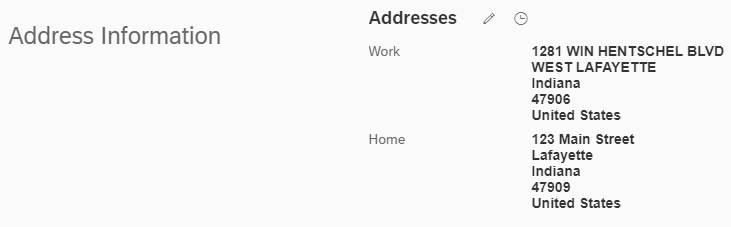 Address Information
Addresses
Work
1281 WIN HENTSCHEL BLVD
WEST LAFAYETTE
Indiana
47906
United States
Home
123 Main Street
Lafayette
Indiana
47909
United States